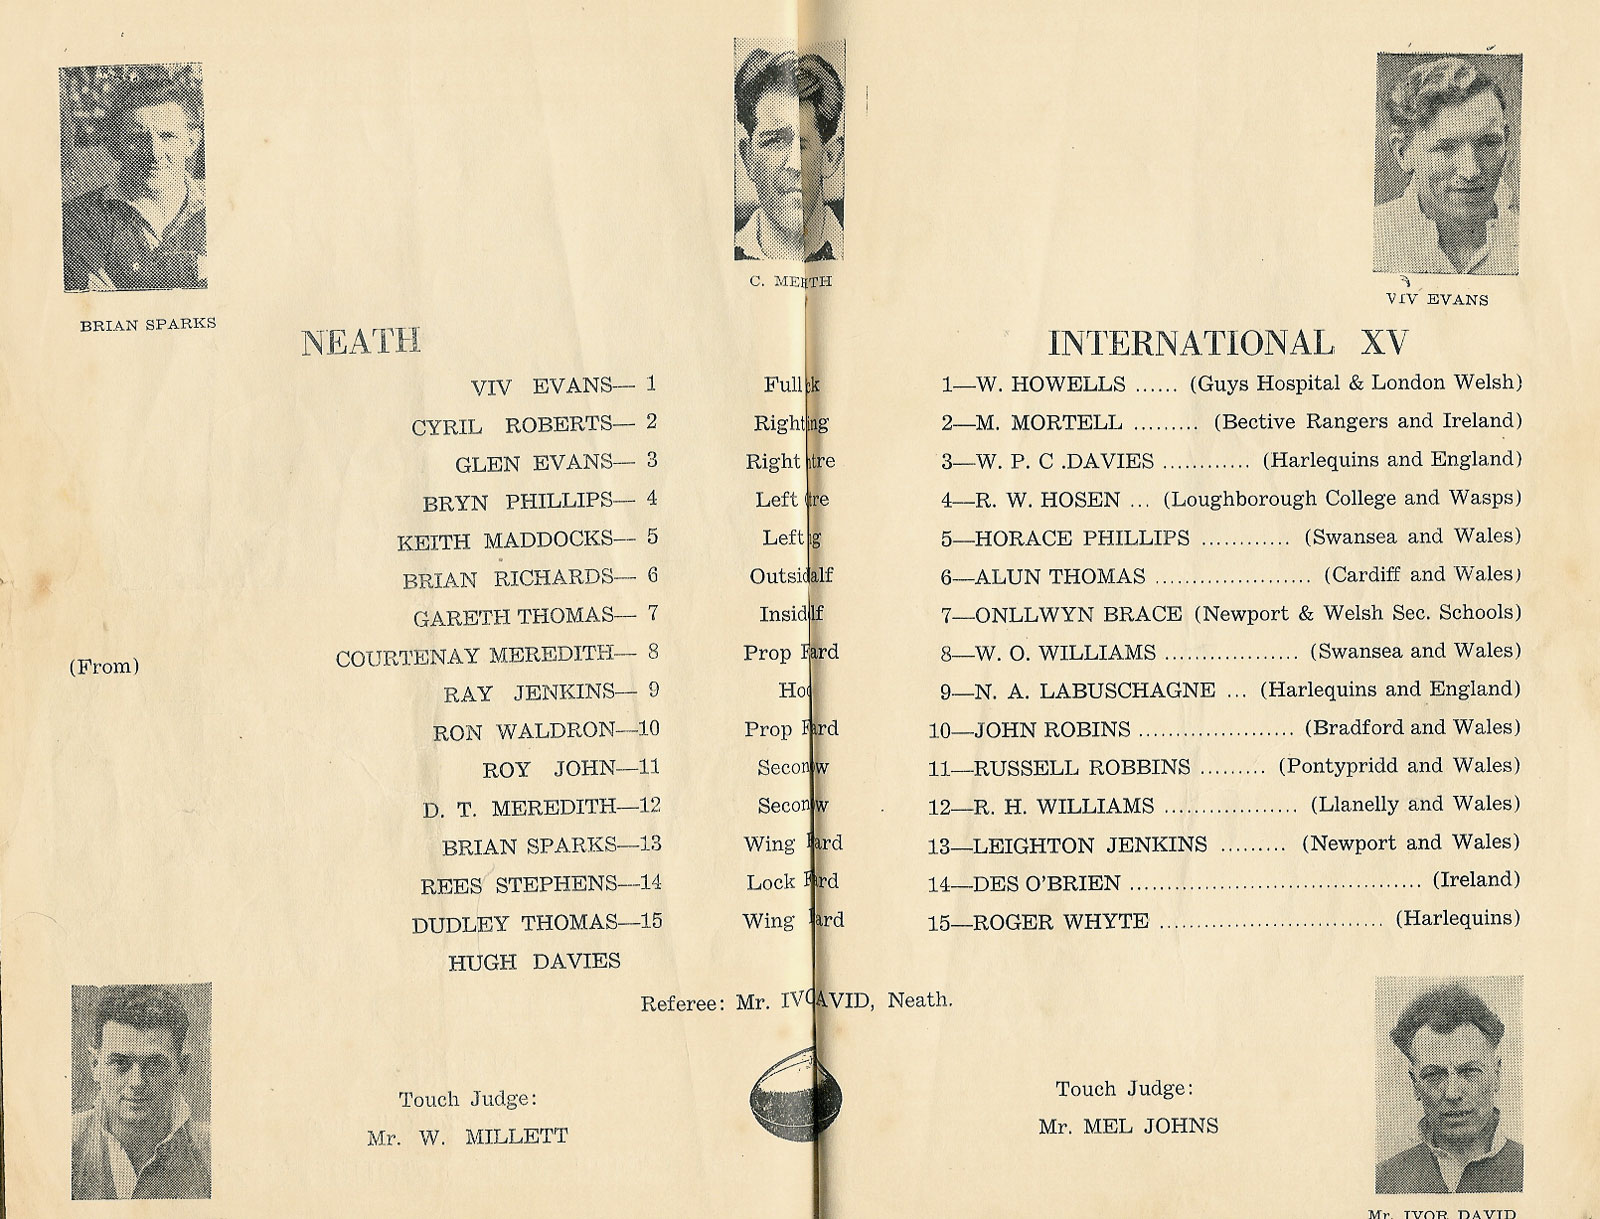 BRIAN SPARKS
C. ME
VIV EVANS
NEATH
INTERNATIONAL XV
VIV EVANS— 1 Full 1—W. HOWELLS ...... (Guys Hospital & London Welsh)
CYRIL ROBERTS— 2 Right 2—M. MORTELL ......... (Bective Rangers and Ireland)
GLEN EVANS— 3 Right 3—W. P. C .DAVIES ............ (Harlequins and England)
BRYN PHILLIPS— 4 Left 4—R. W. HOSEN ... (Loughborough College and Wasps)
KEITH MADDOCKS— 5 Left 5—HORACE PHILLIPS ............ (Swansea and Wales)
BRIAN RICHARDS— 6 6—ALUN THOMAS ..................... (Cardiff and Wales)
GARETH THOMAS— 7 7—ONLLWYN BRACE (Newport & Welsh Sec. Schools)
(From) COURTENAY MEREDITH— 8 Prop 8—W. O. WILLIAMS .................. (Swansea and Wales)
RAY JENKINS— 9 9—N. A. LABUSCHAGNE ... (Harlequins and England)
RON WALDRON—10 Prop 10—JOHN ROBINS ..................... (Bradford and Wales)
ROY JOHN—11 11—RUSSELL ROBBINS ......... (Pontypridd and Wales)
D. T. MEREDITH—12 12—R. H. WILLIAMS .................. (Llanelly and Wales)
BRIAN SPARKS—13 Wing 13—LEIGHTON JENKINS ......... (Newport and Wales)
REES STEPHENS—14 Lock 14—DES O'BRIEN ....................................... (Ireland)
DUDLEY THOMAS—15 Wing 15—ROGER WHYTE .............................. (Harlequins)
HUGH DAVIES
Referee: Mr. Neath.
Touch Judge:
Mr. W. MILLETT
Touch Judge:
Mr. MEL JOHNS
Mr. IVOR DAVID